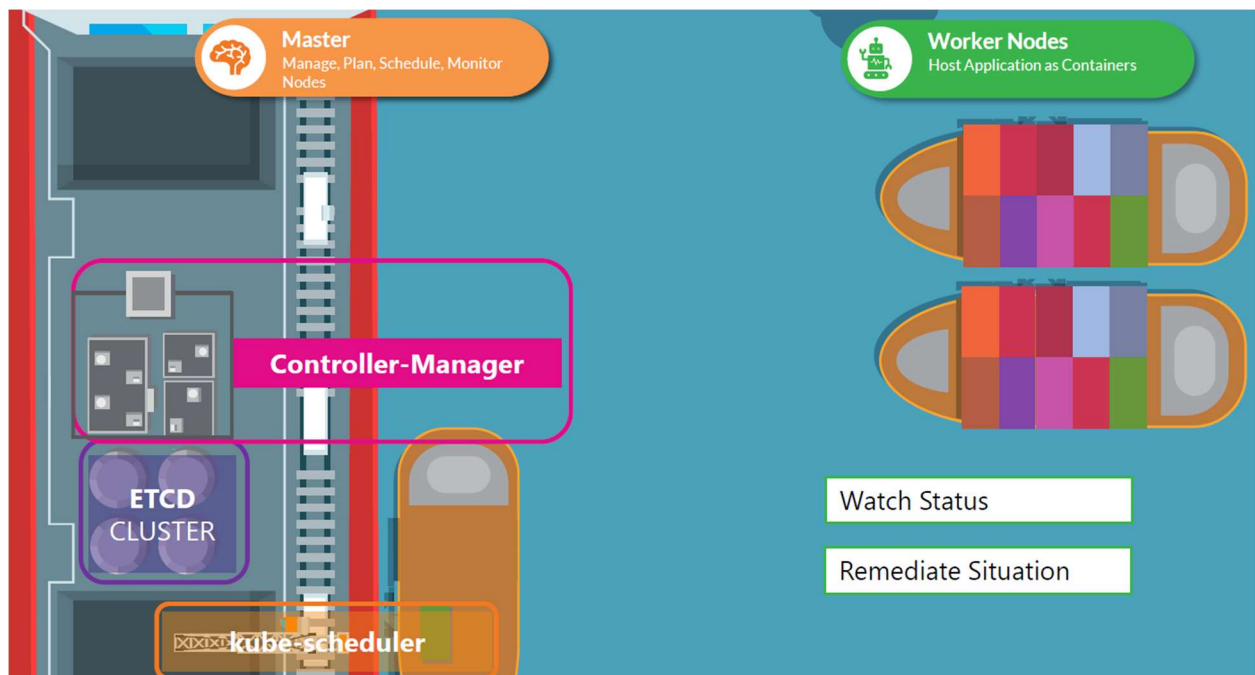 Master
Manage, Plan, Schedule, Monitor
Nodes
Worker Nodes
Host Application as Containers
Controller-Manager
ETCD
CLUSTER
Watch Status
Remediate Situation
kube-scheduler